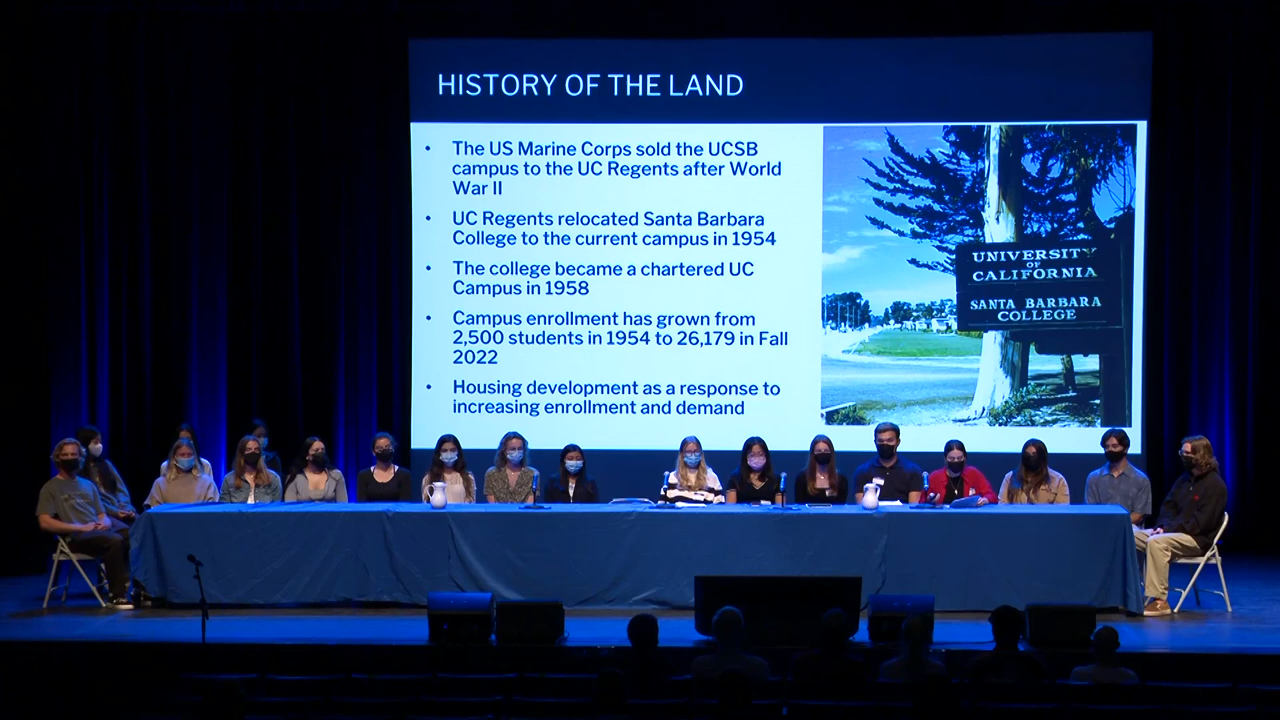 HISTORY OF THE LAND
• The US Marine Corps sold the UCSB
campus to the UC Regents after World
War II
• UC Regents relocated Santa Barbara
College to the current campus in 1954
• The college became a chartered UC
Campus in 1958
• Campus enrollment has grown from
2,500 students in 1954 to 26,179 in Fall
2022
• Housing development as a response to
increasing enrollment and demand
UNIVERSITY
OF
CALIFORNIA
SANTA BARBARA
COLLEGE